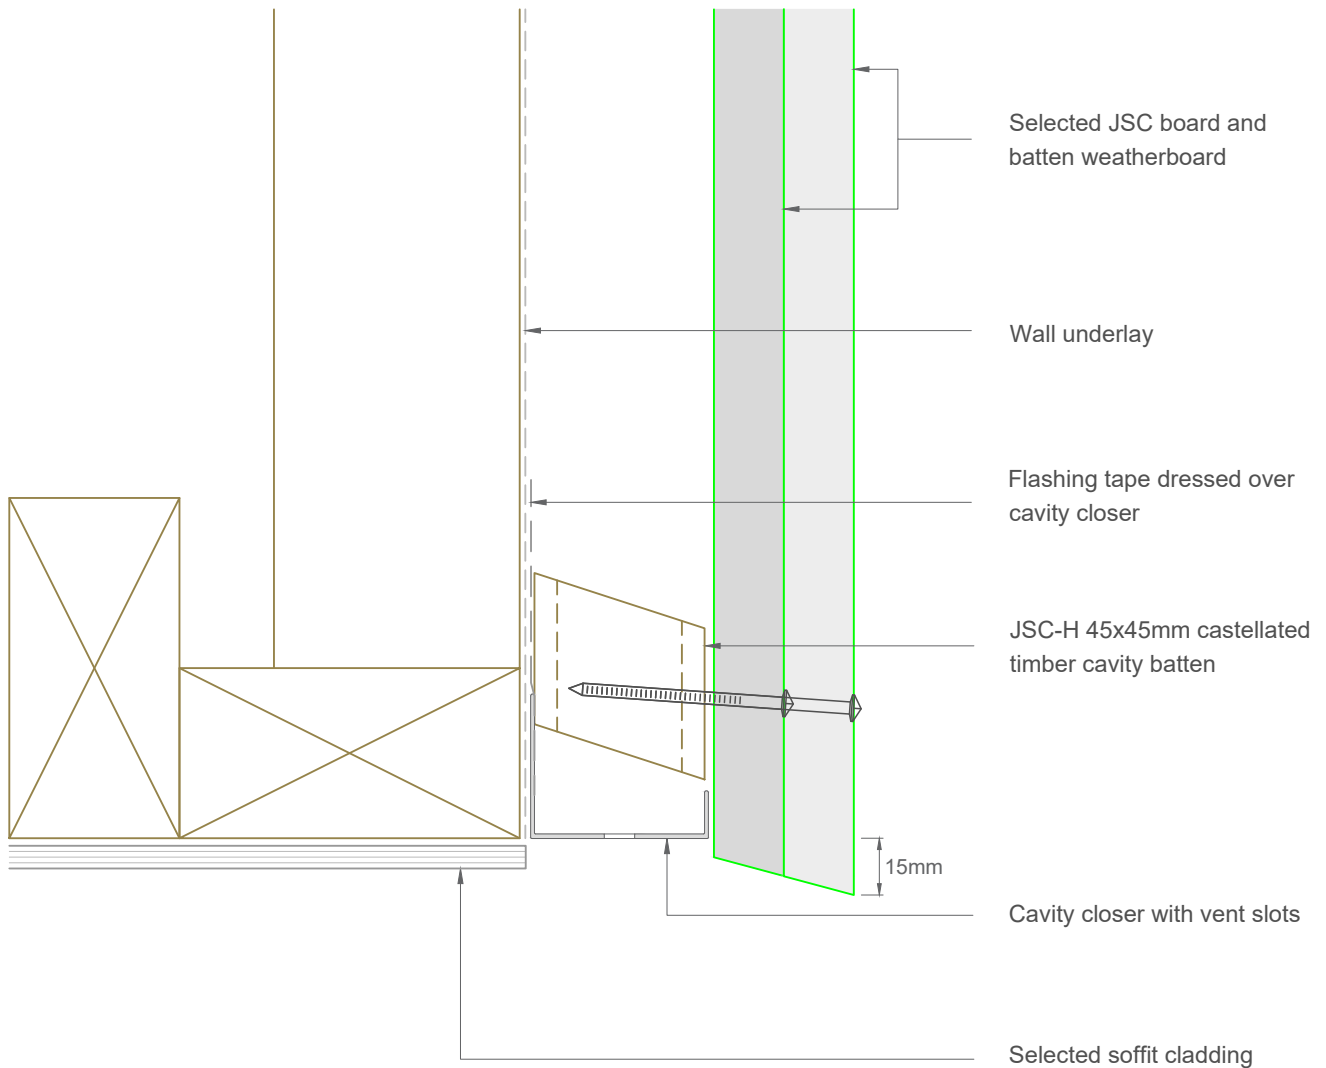 Selected JSC board and
batten weatherboard
Wall underlay
Flashing tape dressed over
cavity closer
JSC-H 45x45mm castellated
timber cavity batten
15mm
Cavity closer with vent slots
Selected soffit cladding